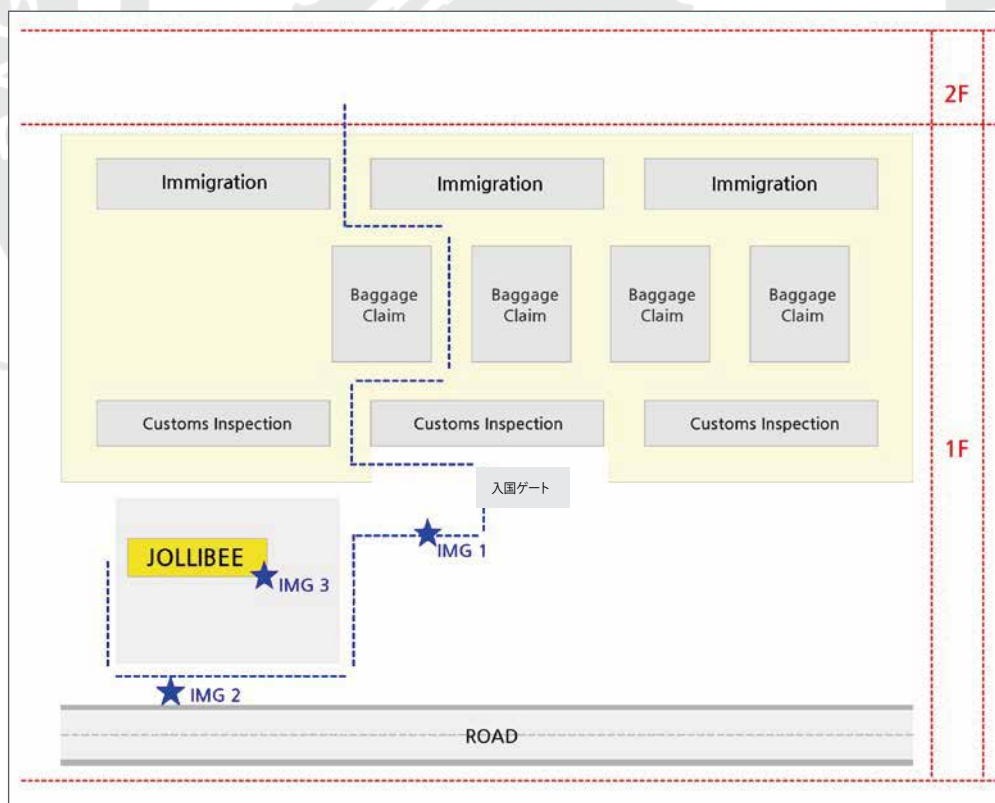 2F
Immigration
Immigration
Immigration
Baggage
Claim
Baggage
Claim
Baggage
Claim
Baggage
Claim
Customs Inspection
Customs Inspection
Customs Inspection
1F
入国ゲート
IMG 1
JOLLIBEE
IMG 3
IMG 2
ROAD